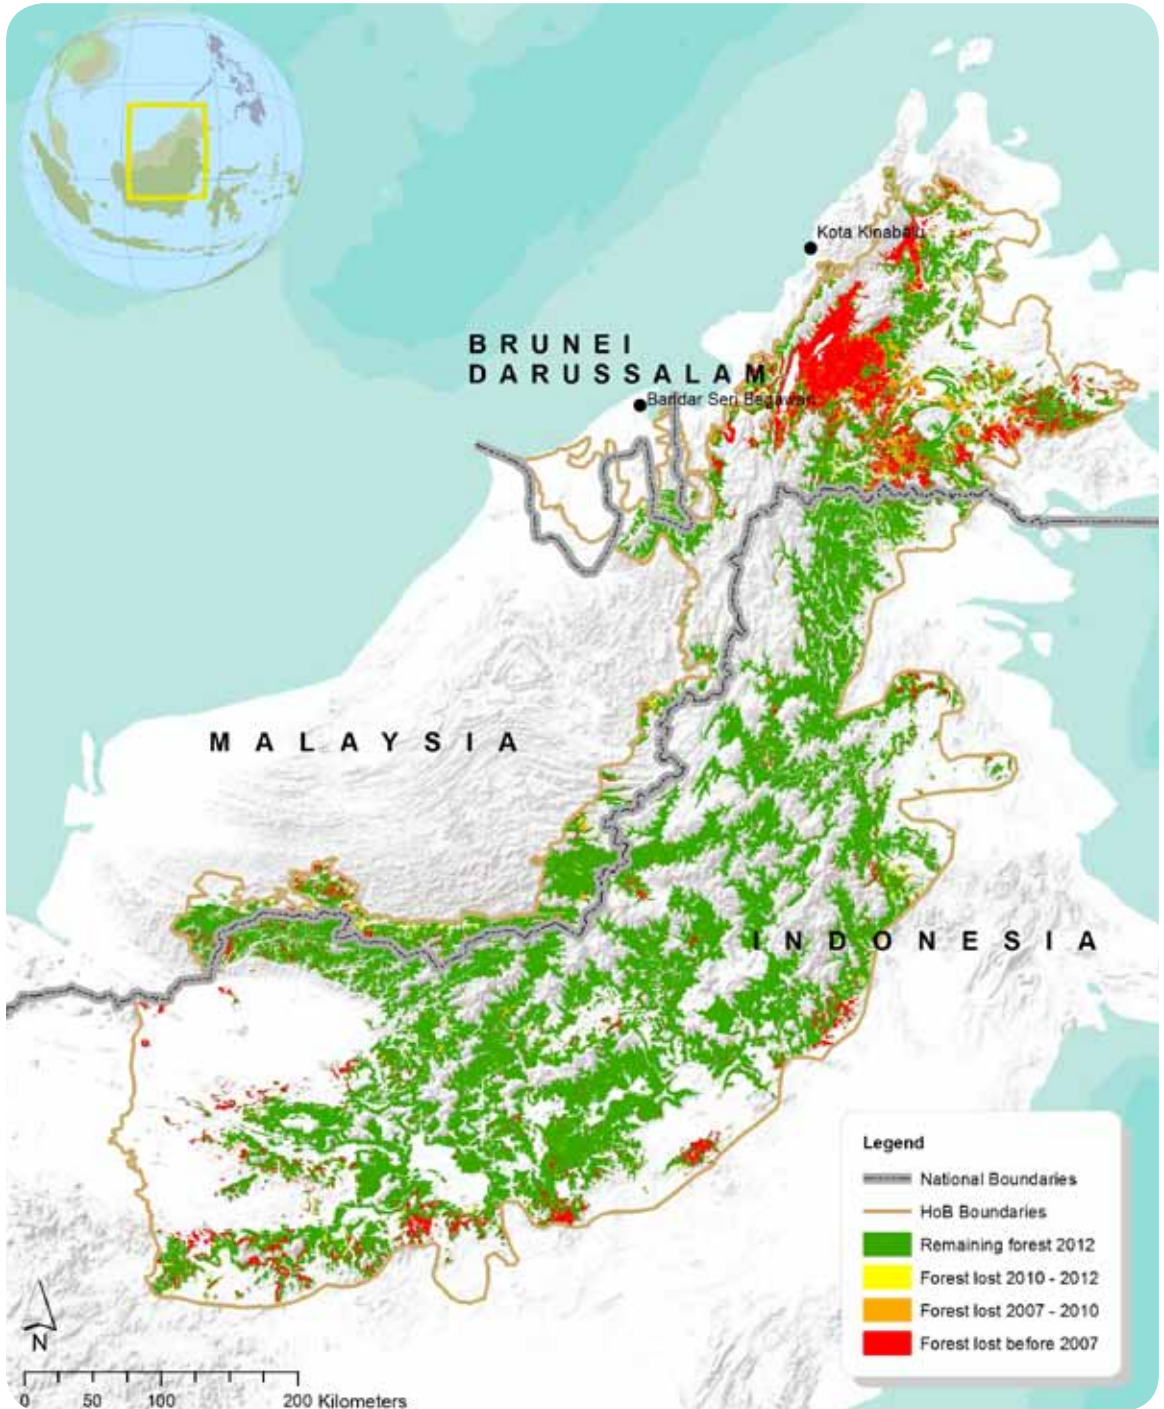 Kota Kinabalu
BRUNEI
DARUSSALAM
Bandar Seri Begawan
MALAYSIA
INDONESIA
Legend
National Boundaries
HoB Boundaries
Remaining forest 2012
Forest lost 2010 - 2012
Forest lost 2007 - 2010
Forest lost before 2007
N
0 50 100 200 Kilometers